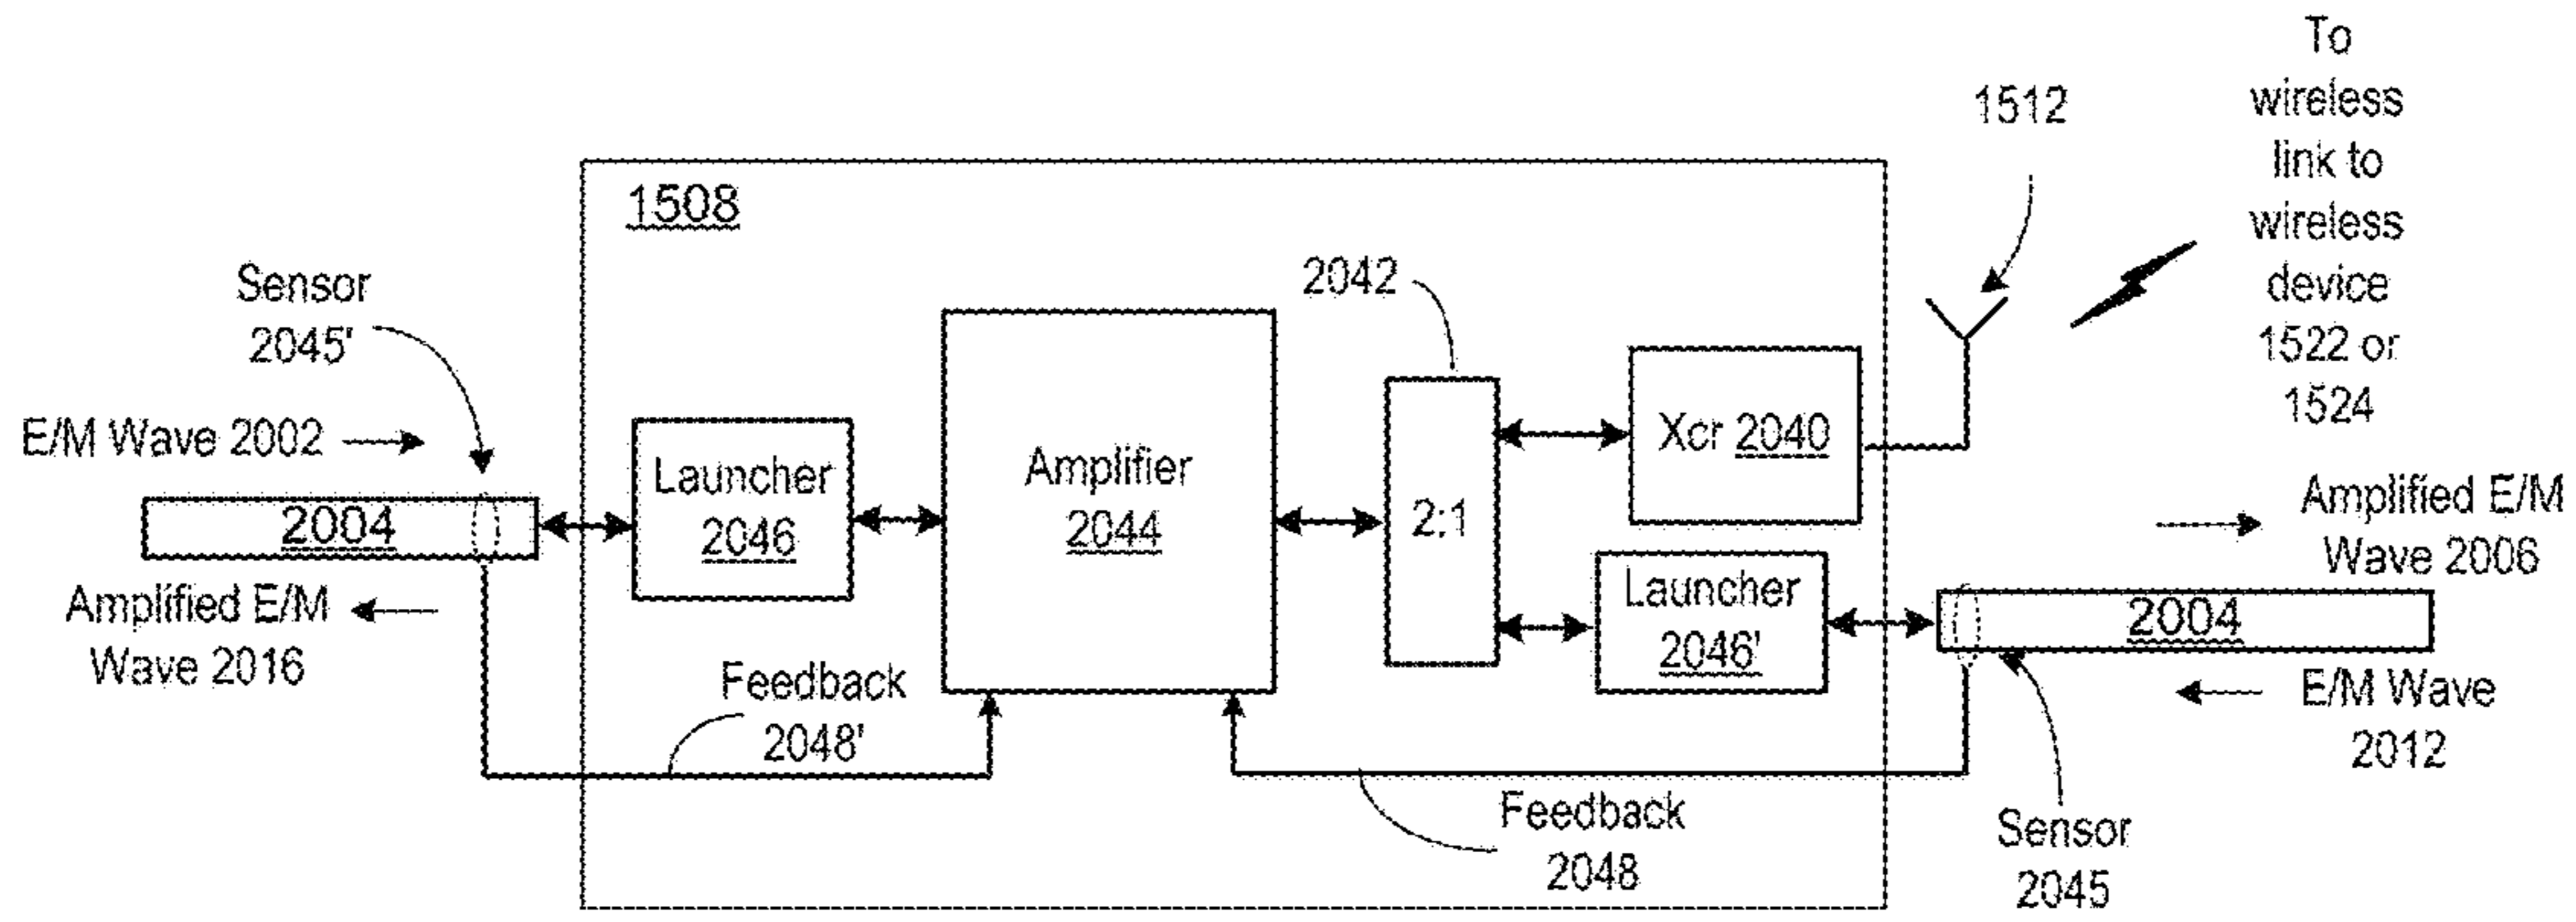 To
wireless
link to
wireless
device
1522 or
1524
1512
1508
2042
Sensor
2045'
E/M Wave 2002
2004
Amplified E/M
Wave 2016
Launcher
2046
Amplifier
2044
2:1
Xcr 2040
Launcher
2046'
Feedback
2048'
Feedback
2048
Amplified E/M
Wave 2006
2004
E/M Wave
2012
Sensor
2045